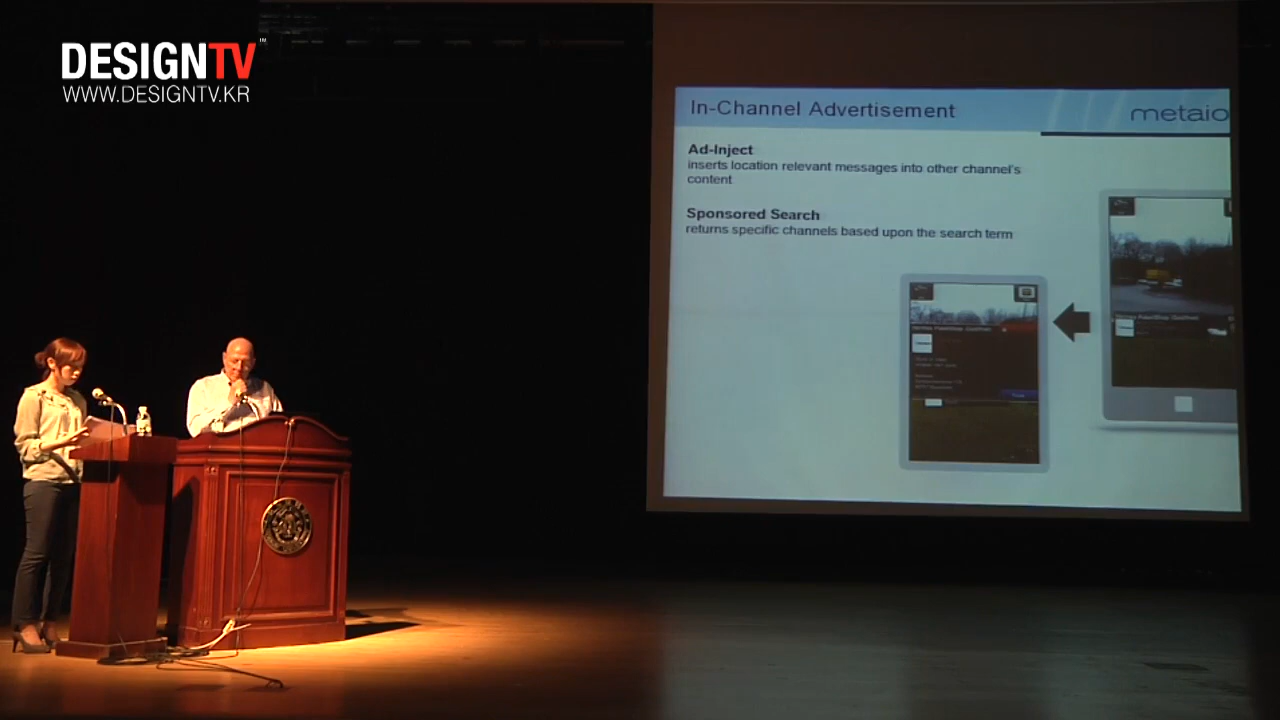 DESIGNTV™
WWW.DESIGNTV.KR
In-Channel Advertisement
metaio
Ad-Inject
inserts location relevant messages into other channel's
content
Sponsored Search
returns specific channels based upon the search term